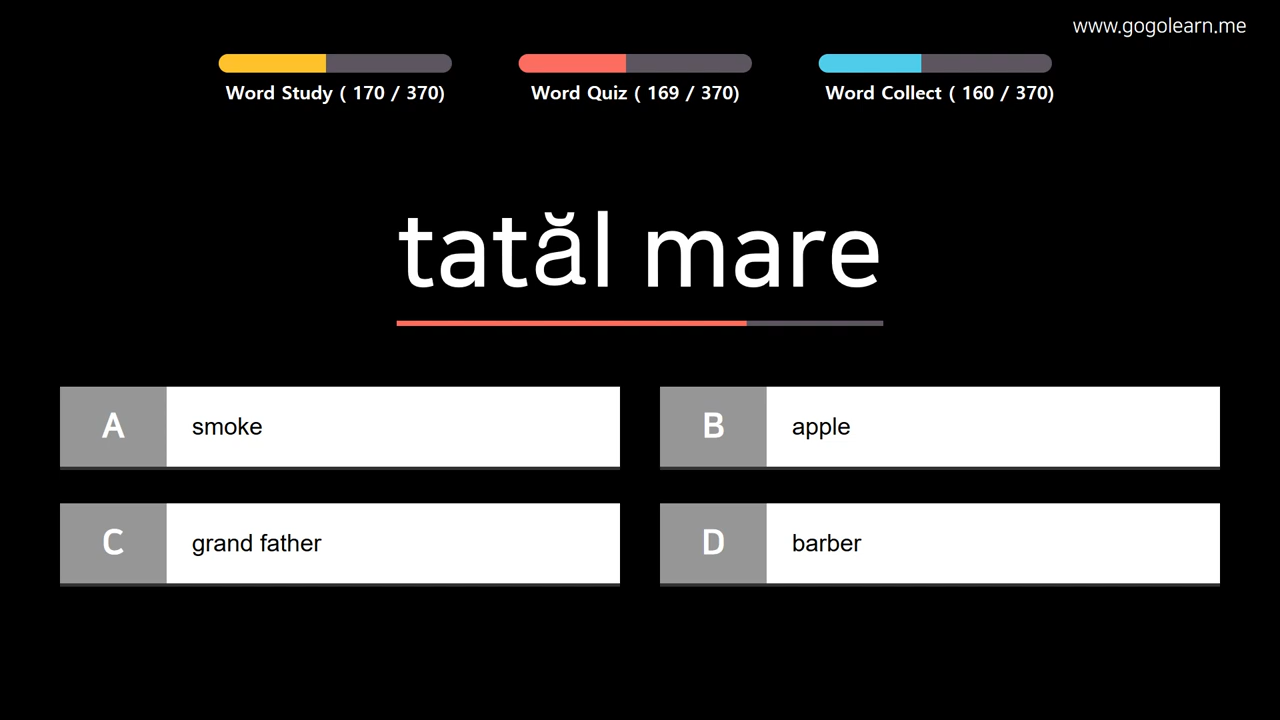 www.gogolearn.me
Word Study ( 170 / 370)
Word Quiz ( 169 / 370)
Word Collect ( 160 / 370)
tatăl mare
A smoke
B apple
C grand father
D barber